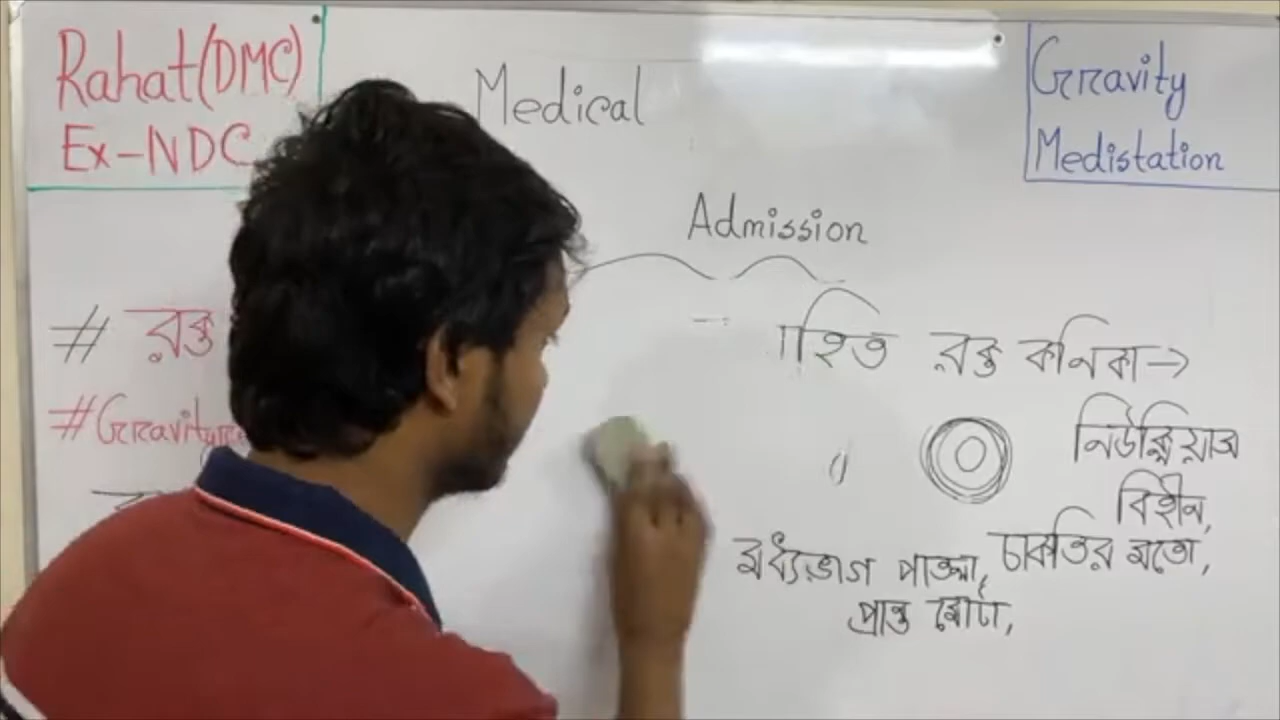 Rahat(DMC)
Ex-NDC
Medical
Admission
Gravity
Medistation
# রক্ত
হিত রক্ত কনিকা->
#Gravity
নিউক্লিয়াস
বিহীন,
চাকতির মতো,
মধ্যভাগ পাতলা,
প্রান্ত মোটা,